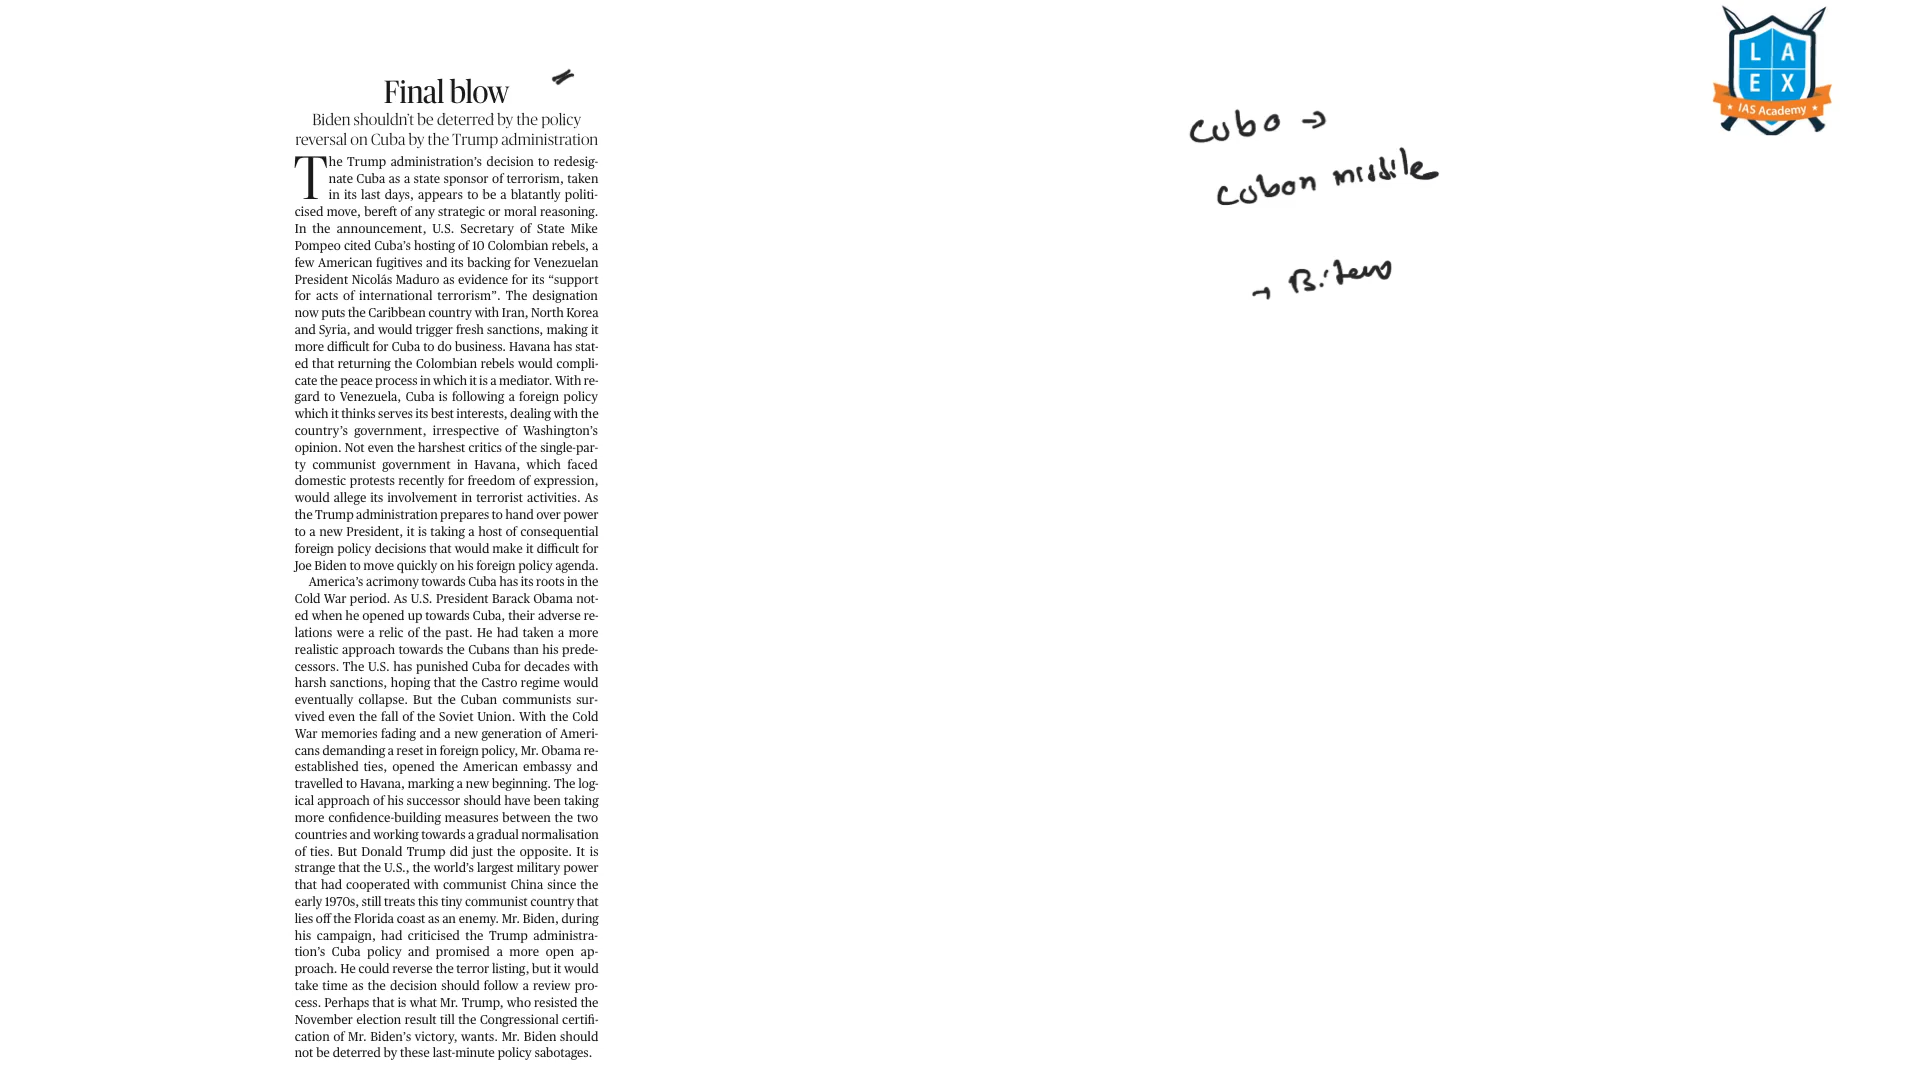 Final blow
Biden shouldn't be deterred by the policy
reversal on Cuba by the Trump administration
The Trump administration's decision to redesig-
nate Cuba as a state sponsor of terrorism, taken
in its last days, appears to be a blatantly politi-
cised move, bereft of any strategic or moral reasoning.
In the announcement, U.S. Secretary of State Mike
Pompeo cited Cuba's hosting of 10 Colombian rebels, a
few American fugitives and its backing for Venezuelan
President Nicolás Maduro as evidence for its “support
for acts of international terrorism”. The designation
now puts the Caribbean country with Iran, North Korea
and Syria, and would trigger fresh sanctions, making it
more difficult for Cuba to do business. Havana has stat-
ed that returning the Colombian rebels would compli-
cate the peace process in which it is a mediator. With re-
gard to Venezuela, Cuba is following a foreign policy
which it thinks serves its best interests, dealing with the
country's government, irrespective of Washington's
opinion. Not even the harshest critics of the single-par-
ty communist government in Havana, which faced
domestic protests recently for freedom of expression,
would allege its involvement in terrorist activities. As
the Trump administration prepares to hand over power
to a new President, it is taking a host of consequential
foreign policy decisions that would make it difficult for
Joe Biden to move quickly on his foreign policy agenda.
America's acrimony towards Cuba has its roots in the
Cold War period. As U.S. President Barack Obama not-
ed when he opened up towards Cuba, their adverse re-
lations were a relic of the past. He had taken a more
realistic approach towards the Cubans than his prede-
cessors. The U.S. has punished Cuba for decades with
harsh sanctions, hoping that the Castro regime would
eventually collapse. But the Cuban communists sur-
vived even the fall of the Soviet Union. With the Cold
War memories fading and a new generation of Ameri-
cans demanding a reset in foreign policy, Mr. Obama re-
established ties, opened the American embassy and
travelled to Havana, marking a new beginning. The log-
ical approach of his successor should have been taking
more confidence-building measures between the two
countries and working towards a gradual normalisation
of ties. But Donald Trump did just the opposite. It is
strange that the U.S., the world's largest military power
that had cooperated with communist China since the
early 1970s, still treats this tiny communist country that
lies off the Florida coast as an enemy. Mr. Biden, during
his campaign, had criticised the Trump administra-
tion's Cuba policy and promised a more open ap-
proach. He could reverse the terror listing, but it would
take time as the decision should follow a review pro-
cess. Perhaps that is what Mr. Trump, who resisted the
November election result till the Congressional certifi-
cation of Mr. Biden's victory, wants. Mr. Biden should
not be deterred by these last-minute policy sabotages.
Cuba →
Cuban missile
→
LA
EX
IAS Academy